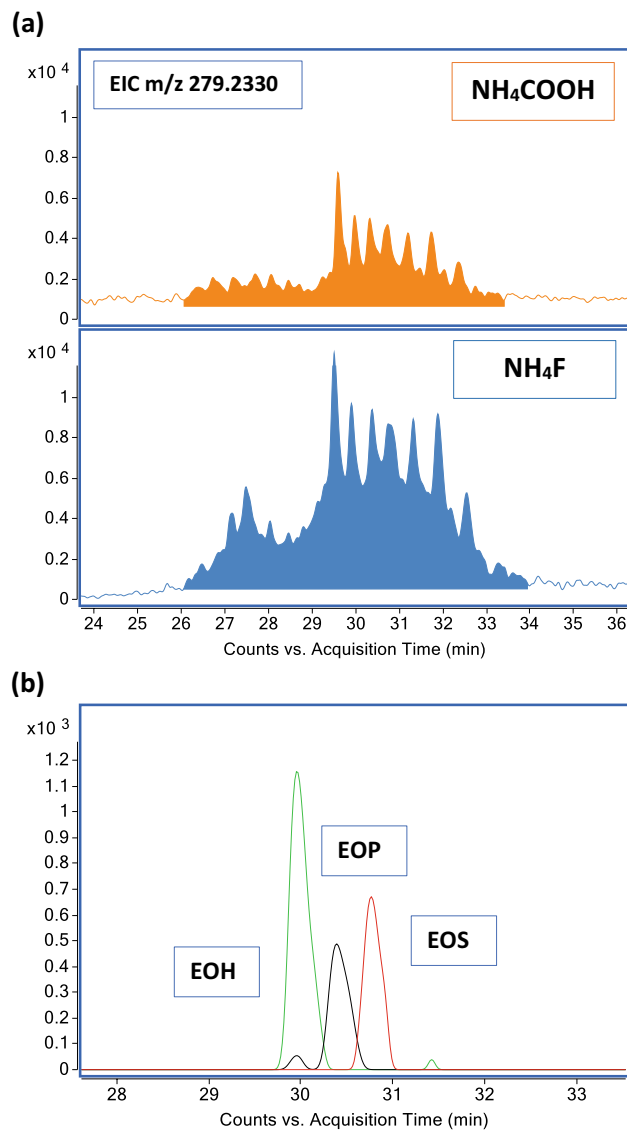 (a)
x10 4
EIC m/z 279.2330
NH₄COOH
1
0.8
0.6
0.4
0.2
0
x10 4
NH₄F
1
0.8
0.6
0.4
0.2
0
24 25 26 27 28 29 30 31 32 33 34 35 36
Counts vs. Acquisition Time (min)
(b)
x10 3
1.2
1.1
1
0.9
0.8
0.7
0.6
0.5
0.4
0.3
0.2
0.1
0
EOP
EOS
EOH
28 29 30 31 32 33
Counts vs. Acquisition Time (min)